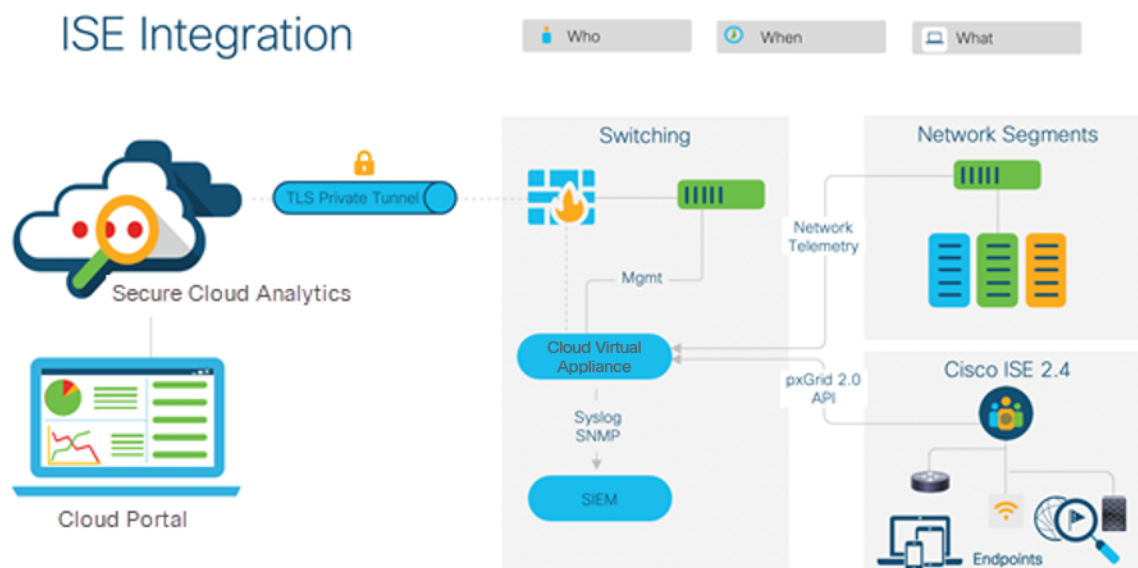 ISE Integration
Who
When
What
Switching
Network Segments
TLS Private Tunnel
Network
Telemetry
Mgmt
Secure Cloud Analytics
Cloud Virtual
Appliance
Cisco ISE 2.4
pxGrid 2.0
API
Syslog
SNMP
SIEM
Cloud Portal
Endpoints